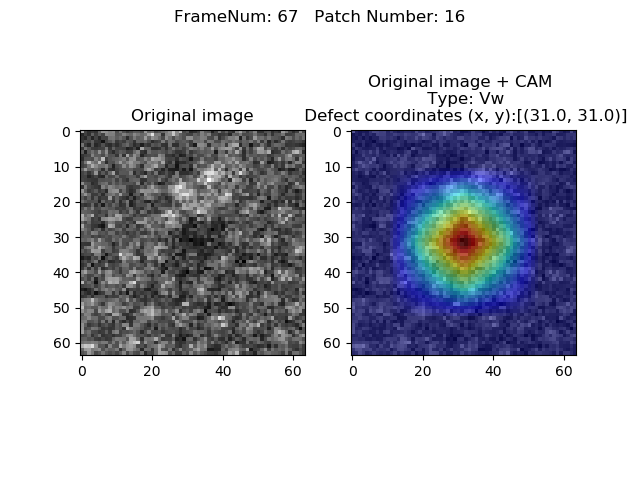 FrameNum: 67   Patch Number: 16
Original image
0
10
20
30
40
50
60
0 20 40 60
Original image + CAM
Type: Vw
Defect coordinates (x, y):[(31.0, 31.0)]
0
10
20
30
40
50
60
0 20 40 60